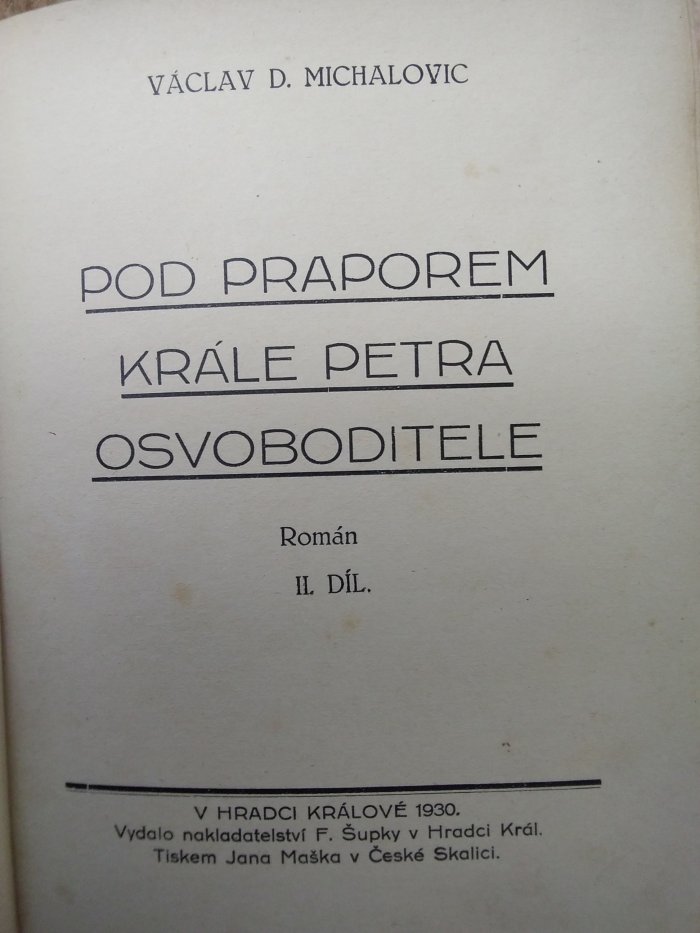 VÁCLAV D. MICHALOVIC
POD PRAPOREM
KRÁLE PETRA
OSVOBODITELE
Román
II. DÍL.
V HRADCI KRÁLOVÉ 1930.
Vydalo nakladatelství F. Šupky v Hradci Král.
Tiskem Jana Maška v České Skalici.